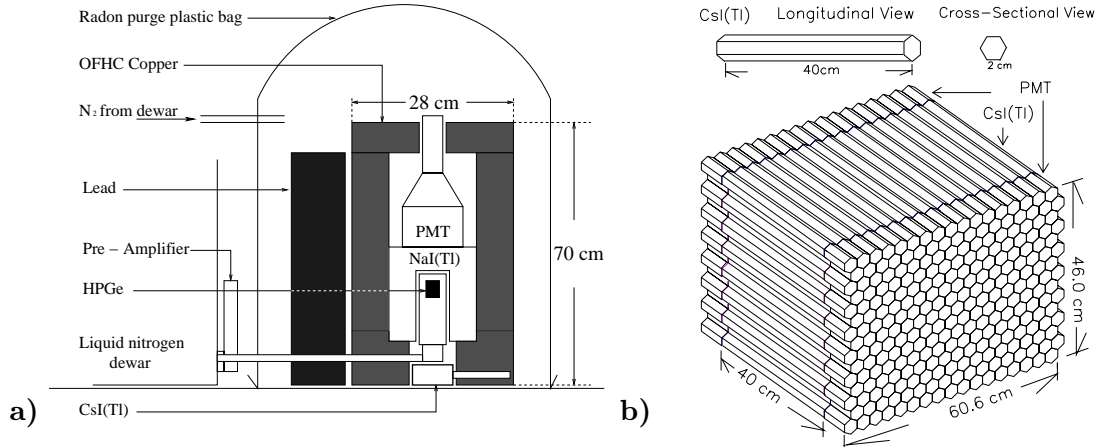 Radon purge plastic bag
OFHC Copper
28 cm
N2 from dewar
Lead
PMT
70 cm
Pre – Amplifier
NaI(Tl)
HPGe
Liquid nitrogen
dewar
CsI(Tl)
a)
CsI(Tl) Longitudinal View Cross-Sectional View
40cm
2 cm
PMT
CsI(Tl)
46.0 cm
40 cm
60.6 cm
b)